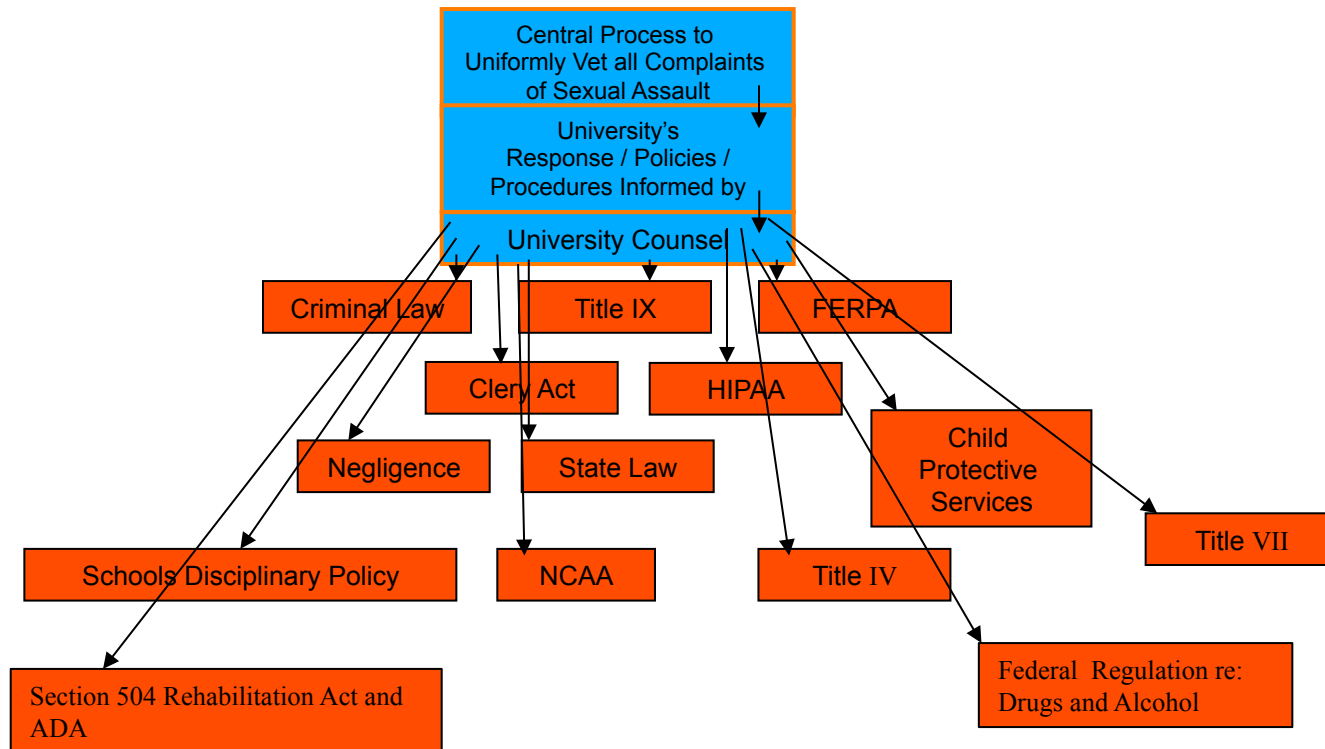 Central Process to
Uniformly Vet all Complaints
of Sexual Assault
University’s
Response / Policies /
Procedures Informed by
University Counsel
Criminal Law
Title IX
FERPA
Clery Act
HIPAA
Child
Protective
Services
Negligence
State Law
Title VII
Schools Disciplinary Policy
NCAA
Title IV
Section 504 Rehabilitation Act and
ADA
Federal Regulation re:
Drugs and Alcohol